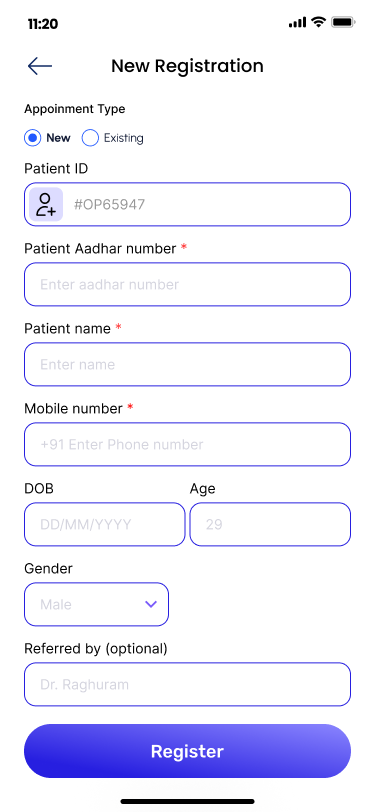 11:20
New Registration
Appoinment Type
New Existing
Patient ID
#OP65947
Patient Aadhar number *
Enter aadhar number
Patient name *
Enter name
Mobile number *
+91 Enter Phone number
DOB Age
DD/MM/YYYY 29
Gender
Male
Referred by (optional)
Dr. Raghuram
Register